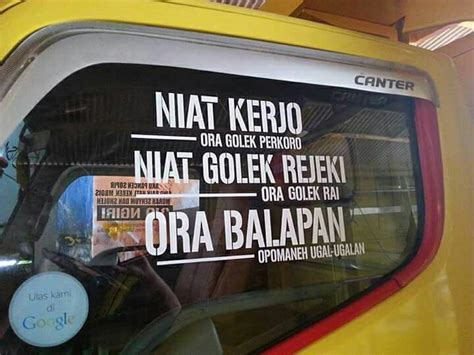 CANTER
NIAT KERJO
ORA GOLEK PERKORO
NIAT GOLEK REJEKI
ORA GOLEK RAI
ORA BALAPAN
OPOMANEH UGAL-UGALAN
Ulas kami
di
Google